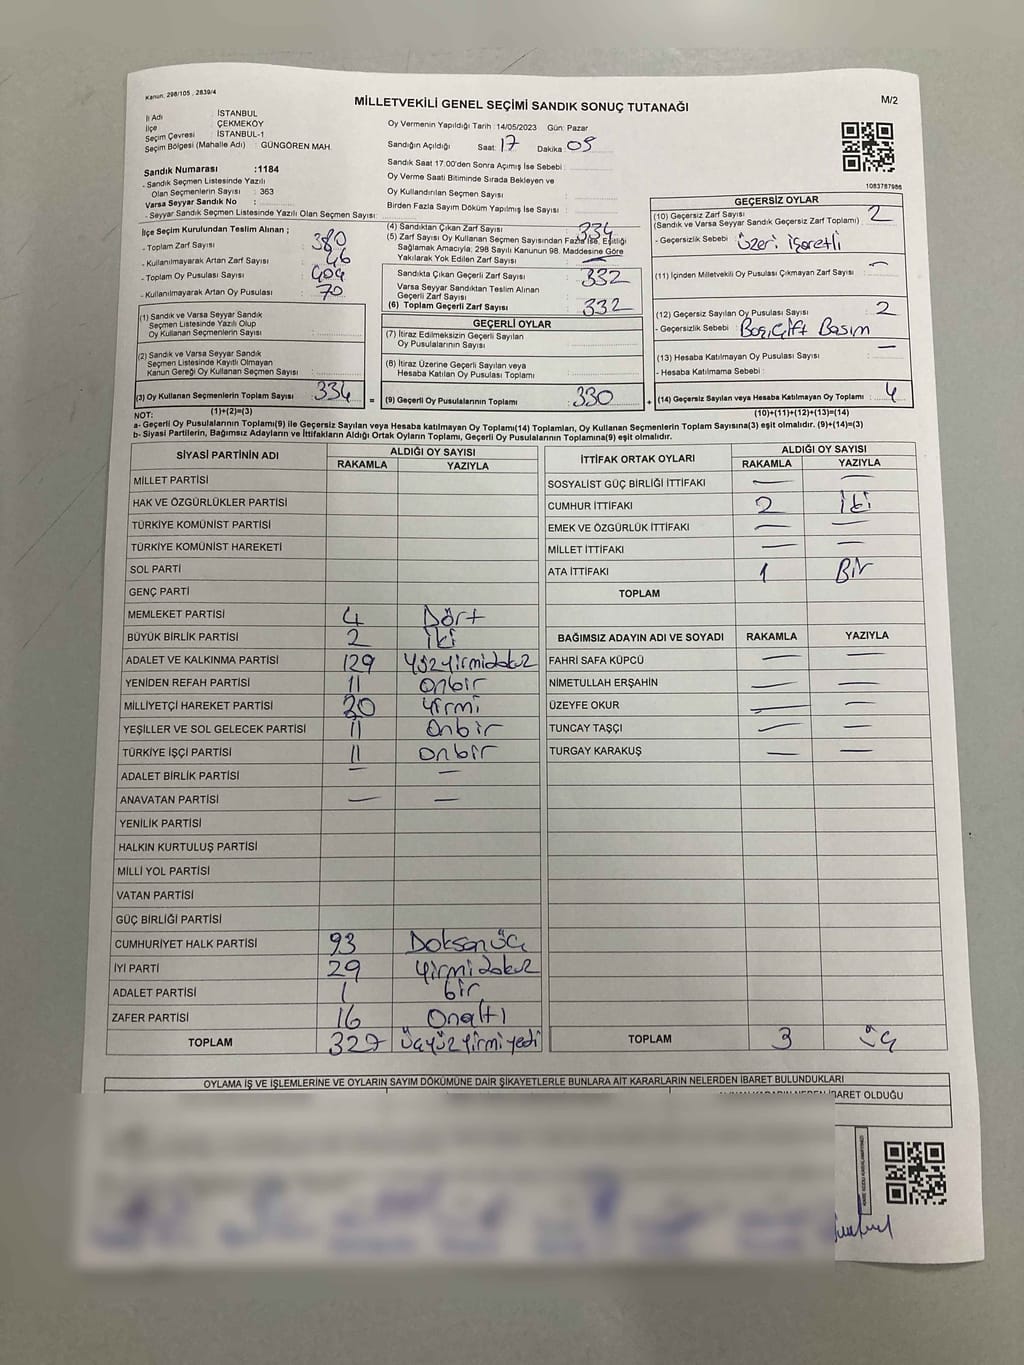 Kanun: 298/105 , 2839/4
MİLLETVEKİLİ GENEL SEÇİMİ SANDIK SONUÇ TUTANAĞI
M/2
İl Adı : İSTANBUL
İlçe : ÇEKMEKÖY
Seçim Çevresi : İSTANBUL-1
Seçim Bölgesi (Mahalle Adı) : GÜNGÖREN MAH.
Sandık Numarası :1184
- Sandık Seçmen Listesinde Yazılı
Olan Seçmenlerin Sayısı : 363
Varsa Seyyar Sandık No :
- Seyyar Sandık Seçmen Listesinde Yazılı Olan Seçmen Sayısı:
Oy Vermenin Yapıldığı Tarih : 14/05/2023 Gün: Pazar
Sandığın Açıldığı Saat: 17 Dakika: 05
Sandık Saat 17.00'den Sonra Açımış İse Sebebi :
Oy Verme Saati Bitiminde Sırada Bekleyen ve
Oy Kullandırılan Seçmen Sayısı :
Birden Fazla Sayım Döküm Yapılmış İse Sayısı :
1083787986
İlçe Seçim Kurulundan Teslim Alınan ;
- Toplam Zarf Sayısı : 380
- Kullanılmayarak Artan Zarf Sayısı : 46
- Toplam Oy Pusulası Sayısı : 404
- Kullanılmayarak Artan Oy Pusulası : 70
(1) Sandık ve Varsa Seyyar Sandık
Seçmen Listesinde Yazılı Olup
Oy Kullanan Seçmenlerin Sayısı :
(2) Sandık ve Varsa Seyyar Sandık
Seçmen Listesinde Kayıtlı Olmayan
Kanun Gereği Oy Kullanan Seçmen Sayısı :
(3) Oy Kullanan Seçmenlerin Toplam Sayısı : 334 =
(4) Sandıktan Çıkan Zarf Sayısı : 334
(5) Zarf Sayısı Oy Kullanan Seçmen Sayısından Fazla İse, Eşitliği
Sağlamak Amacıyla; 298 Sayılı Kanunun 98. Maddesine Göre
Yakılarak Yok Edilen Zarf Sayısı : —
Sandıkta Çıkan Geçerli Zarf Sayısı : 332
Varsa Seyyar Sandıktan Teslim Alınan
Geçerli Zarf Sayısı :
(6) Toplam Geçerli Zarf Sayısı : 332
GEÇERLİ OYLAR
(7) İtiraz Edilmeksizin Geçerli Sayılan
Oy Pusulalarının Sayısı :
(8) İtiraz Üzerine Geçerli Sayılan veya
Hesaba Katılan Oy Pusulası Toplamı :
(9) Geçerli Oy Pusulalarının Toplamı : 330 +
GEÇERSİZ OYLAR
(10) Geçersiz Zarf Sayısı : 2
(Sandık ve Varsa Seyyar Sandık Geçersiz Zarf Toplamı)
- Geçersizlik Sebebi : Üzeri işaretli
(11) İçinden Milletvekili Oy Pusulası Çıkmayan Zarf Sayısı : —
(12) Geçersiz Sayılan Oy Pusulası Sayısı : 2
- Geçersizlik Sebebi : Boş, Çift Basım
(13) Hesaba Katılmayan Oy Pusulası Sayısı : —
- Hesaba Katılmama Sebebi :
(14) Geçersiz Sayılan veya Hesaba Katılmayan Oy Toplamı : 4
NOT: (1)+(2)=(3) (10)+(11)+(12)+(13)=(14)
a- Geçerli Oy Pusulalarının Toplamı(9) ile Geçersiz Sayılan veya Hesaba katılmayan Oy Toplamı(14) Toplamları, Oy Kullanan Seçmenlerin Toplam Sayısına(3) eşit olmalıdır. (9)+(14)=(3)
b- Siyasi Partilerin, Bağımsız Adayların ve İttifakların Aldığı Ortak Oyların Toplamı, Geçerli Oy Pusulalarının Toplamına(9) eşit olmalıdır.
SİYASİ PARTİNİN ADI ALDIĞI OY SAYISI
RAKAMLA YAZIYLA
MİLLET PARTİSİ
HAK VE ÖZGÜRLÜKLER PARTİSİ
TÜRKİYE KOMÜNİST PARTİSİ
TÜRKİYE KOMÜNİST HAREKETİ
SOL PARTİ
GENÇ PARTİ
MEMLEKET PARTİSİ 4 Dört
BÜYÜK BİRLİK PARTİSİ 2 İki
ADALET VE KALKINMA PARTİSİ 129 Yüzyirmidokuz
YENİDEN REFAH PARTİSİ 11 Onbir
MİLLİYETÇİ HAREKET PARTİSİ 20 Yirmi
YEŞİLLER VE SOL GELECEK PARTİSİ 11 Onbir
TÜRKİYE İŞÇİ PARTİSİ 11 onbir
ADALET BİRLİK PARTİSİ — —
ANAVATAN PARTİSİ — —
YENİLİK PARTİSİ
HALKIN KURTULUŞ PARTİSİ
MİLLİ YOL PARTİSİ
VATAN PARTİSİ
GÜÇ BİRLİĞİ PARTİSİ
CUMHURİYET HALK PARTİSİ 93 Doksanüç
İYİ PARTİ 29 Yirmidokuz
ADALET PARTİSİ 1 bir
ZAFER PARTİSİ 16 Onaltı
TOPLAM 327 üçyüzyirmiyedi
İTTİFAK ORTAK OYLARI ALDIĞI OY SAYISI
RAKAMLA YAZIYLA
SOSYALİST GÜÇ BİRLİĞİ İTTİFAKI — —
CUMHUR İTTİFAKI 2 İki
EMEK VE ÖZGÜRLÜK İTTİFAKI — —
MİLLET İTTİFAKI — —
ATA İTTİFAKI 1 Bir
TOPLAM
BAĞIMSIZ ADAYIN ADI VE SOYADI RAKAMLA YAZIYLA
FAHRİ SAFA KÜPCÜ — —
NİMETULLAH ERŞAHİN — —
ÜZEYFE OKUR — —
TUNCAY TAŞÇI — —
TURGAY KARAKUŞ — —
TOPLAM 3 üç
OYLAMA İŞ VE İŞLEMLERİNE VE OYLARIN SAYIM DÖKÜMÜNE DAİR ŞİKAYETLERLE BUNLARA AİT KARARLARIN NELERDEN İBARET BULUNDUKLARI
İBARET OLDUĞU